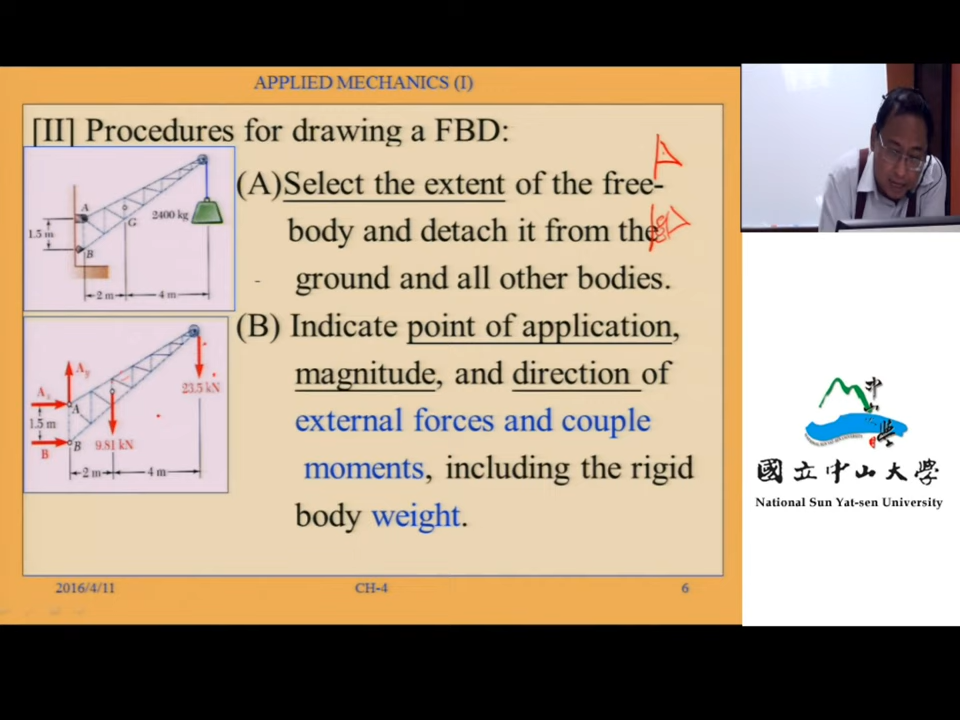 APPLIED MECHANICS (I)
[II] Procedures for drawing a FBD:
(A)Select the extent of the free-
body and detach it from the
ground and all other bodies.
(B) Indicate point of application,
magnitude, and direction of
external forces and couple
moments, including the rigid
body weight.
A
2400 kg
G
1.5 m
B
2 m
4 m
Ay
Ax
23.5 kN
A
1.5 m
B
B
9.81 kN
2 m
4 m
A
2016/4/11
CH-4
6
中山大學
國立中山大學
National Sun Yat-sen University